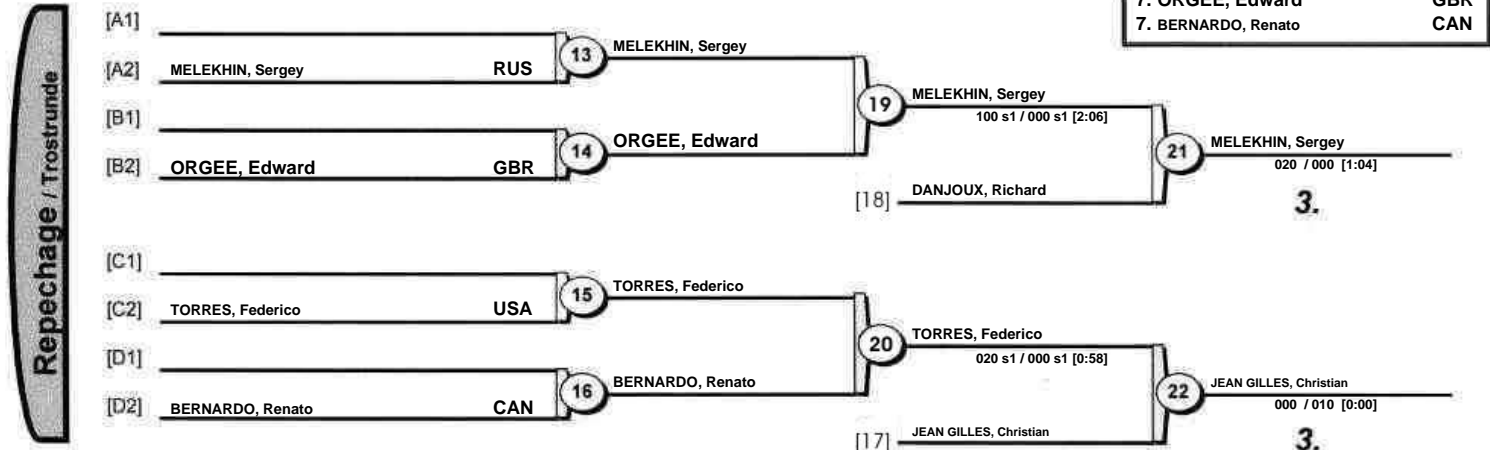 7. ORGEE, Edward GBR
7. BERNARDO, Renato CAN
Repechage / Trostrunde
[A1]
[A2] MELEKHIN, Sergey RUS
13 MELEKHIN, Sergey
[B1]
[B2] ORGEE, Edward GBR
14 ORGEE, Edward
19 MELEKHIN, Sergey
100 s1 / 000 s1 [2:06]
[18] DANJOUX, Richard
21 MELEKHIN, Sergey
020 / 000 [1:04]
3.
[C1]
[C2] TORRES, Federico USA
15 TORRES, Federico
[D1]
[D2] BERNARDO, Renato CAN
16 BERNARDO, Renato
20 TORRES, Federico
020 s1 / 000 s1 [0:58]
[17] JEAN GILLES, Christian
22 JEAN GILLES, Christian
000 / 010 [0:00]
3.